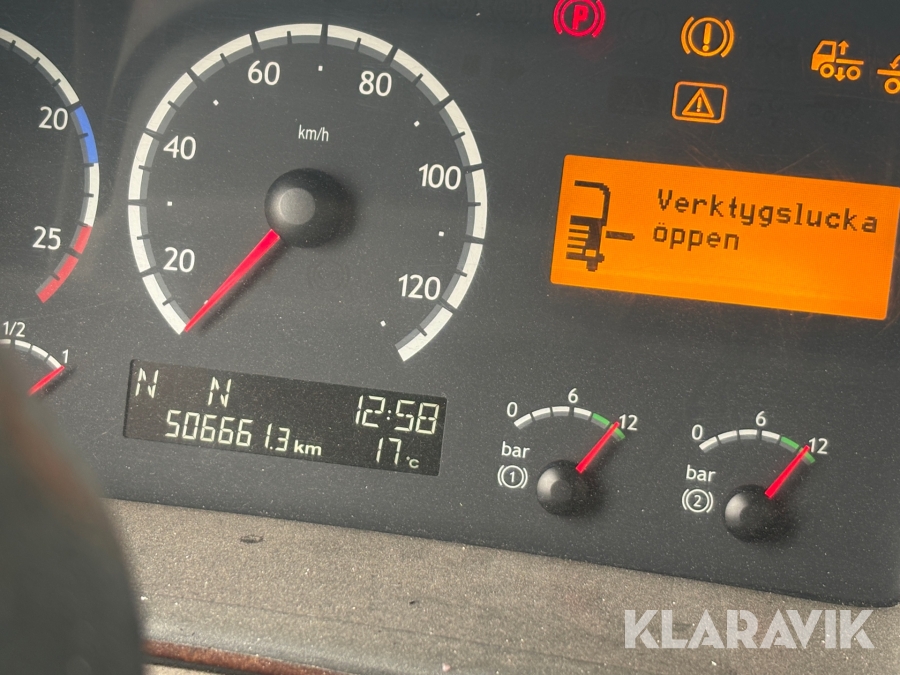 P
20
25
1/2
1
20
40
60
80
100
120
km/h
Verktygslucka
öppen
N N 12:58
506661.3 km 17 °C
0 6 12
bar
1
0 6 12
bar
2
KLARAVIK